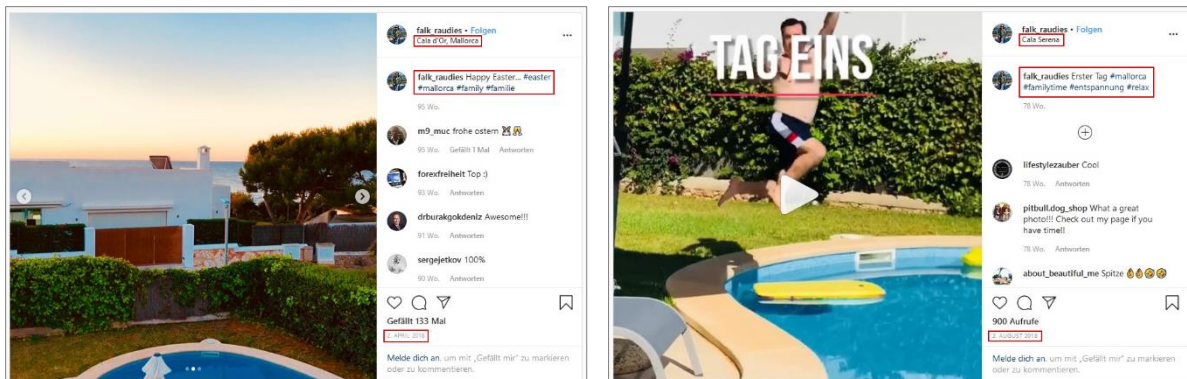 falk_raudies • Folgen
Cala d'Or, Mallorca
falk_raudies Happy Easter... #easter
#mallorca #family #familie
95 Wo.
m9_muc frohe ostern
95 Wo. Gefällt 1 Mal Antworten
forexfreiheit Top :)
93 Wo. Antworten
drburakgokdeniz Awesome!!!
91 Wo. Antworten
sergejetkov 100%
90 Wo. Antworten
Gefällt 133 Mal
2. APRIL 2018
Melde dich an, um mit „Gefällt mir" zu markieren
oder zu kommentieren.
TAG EINS
falk_raudies • Folgen
Cala Serena
falk_raudies Erster Tag #mallorca
#familytime #entspannung #relax
78 Wo.
lifestylezauber Cool
78 Wo. Antworten
pitbull.dog_shop What a great
photo!!! Check out my page if you
have time!!
78 Wo. Antworten
about_beautiful_me Spitze
900 Aufrufe
2. AUGUST 2018
Melde dich an, um mit „Gefällt mir" zu markieren
oder zu kommentieren.